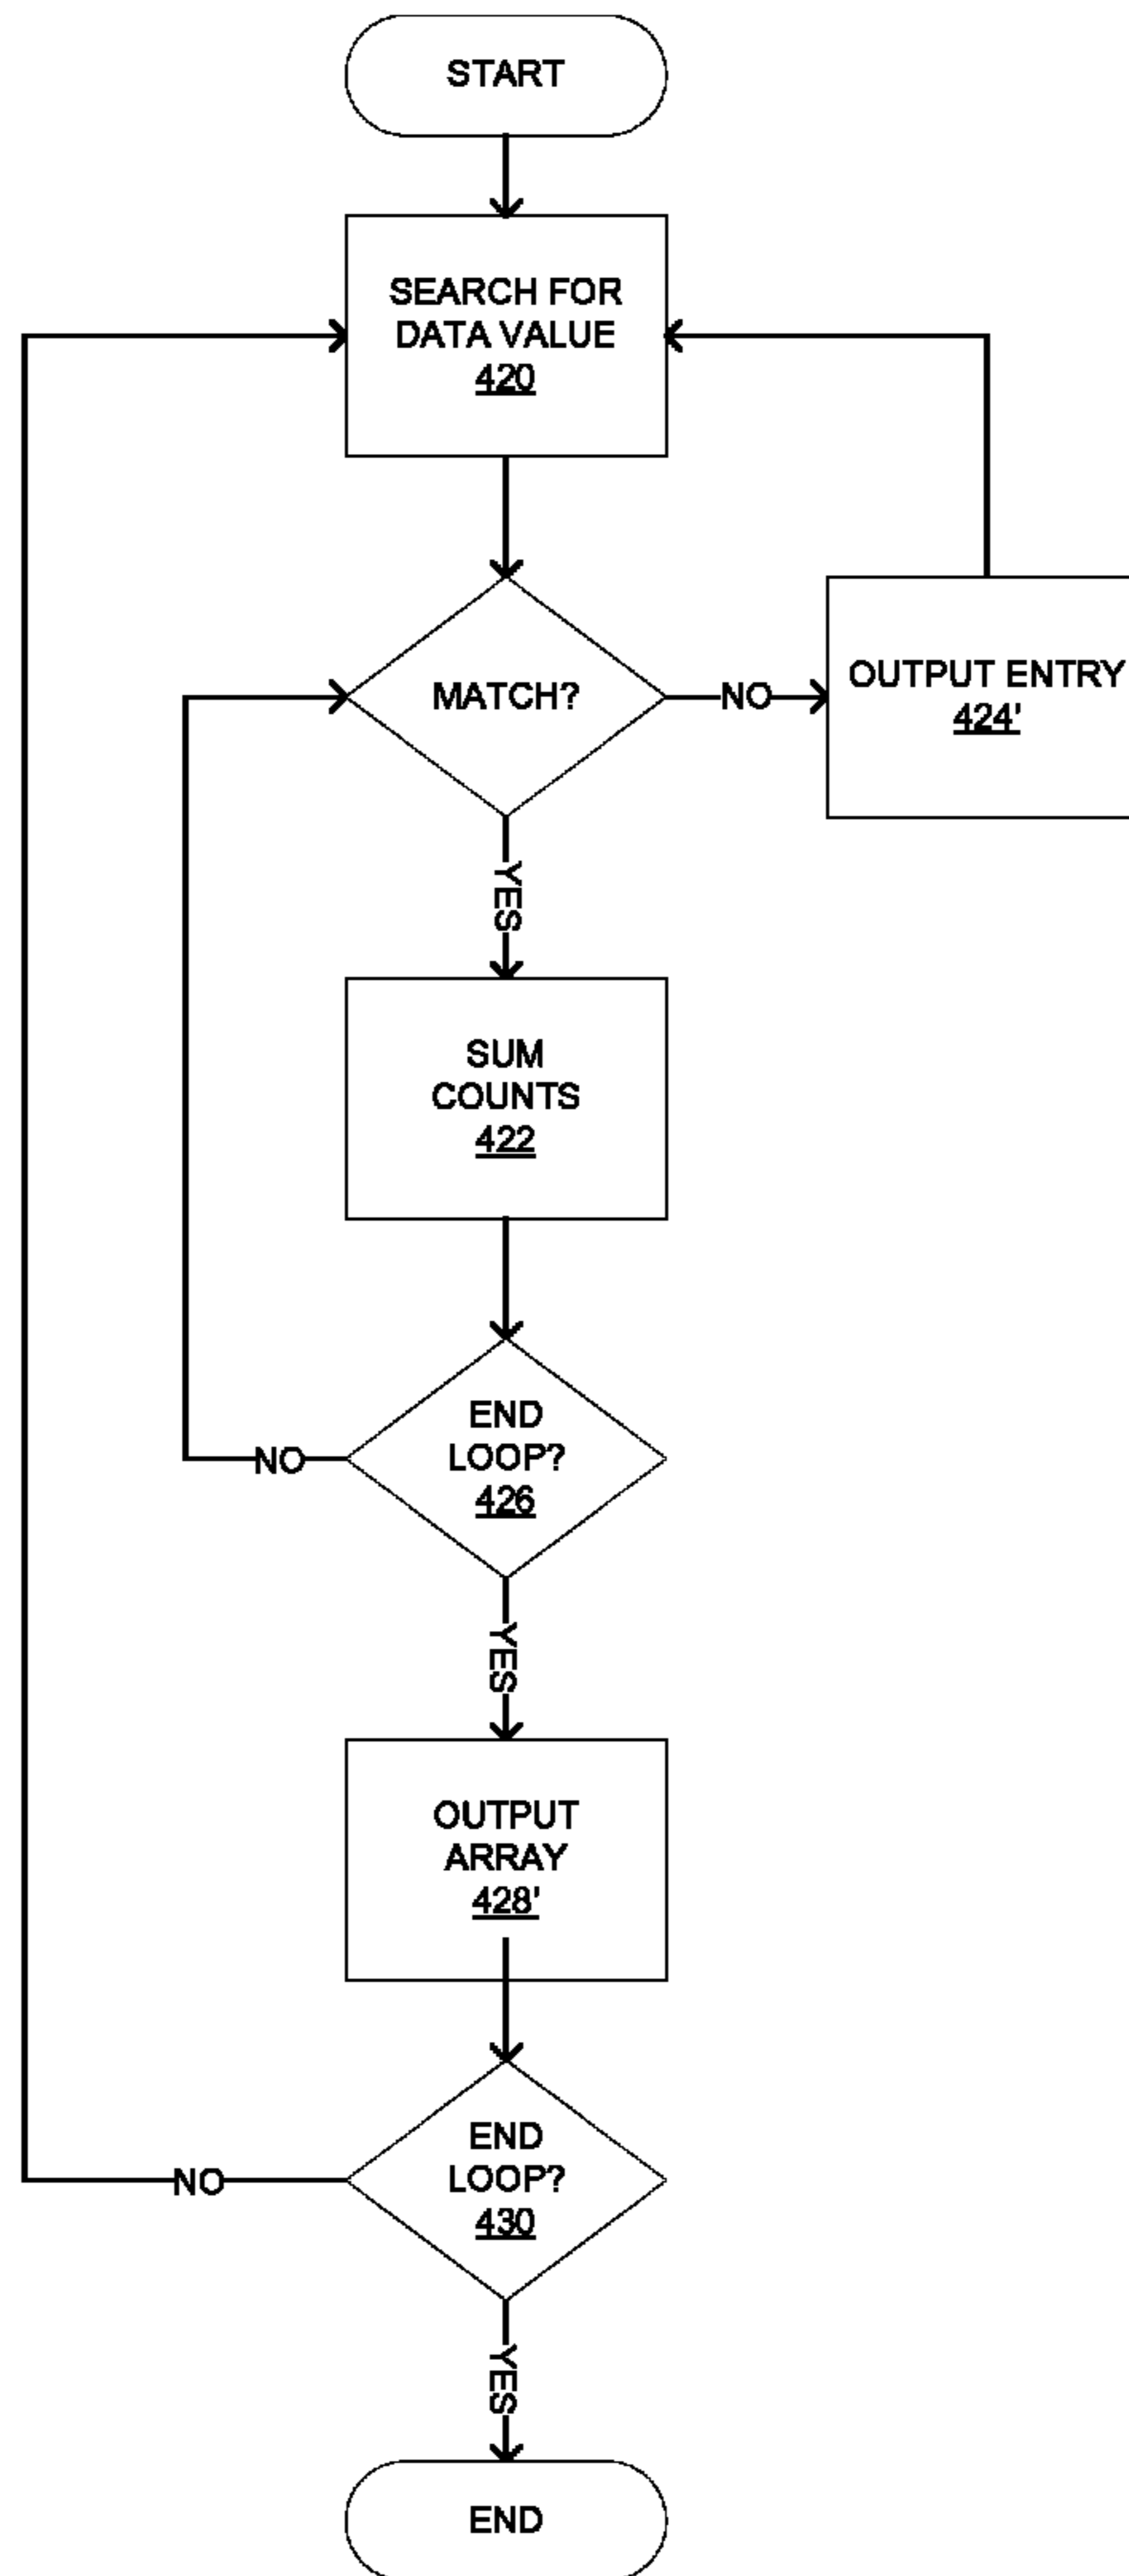 START
SEARCH FOR
DATA VALUE
420
MATCH?
NO
OUTPUT ENTRY
424'
YES
SUM
COUNTS
422
END
LOOP?
426
NO
YES
OUTPUT
ARRAY
428'
END
LOOP?
430
NO
YES
END